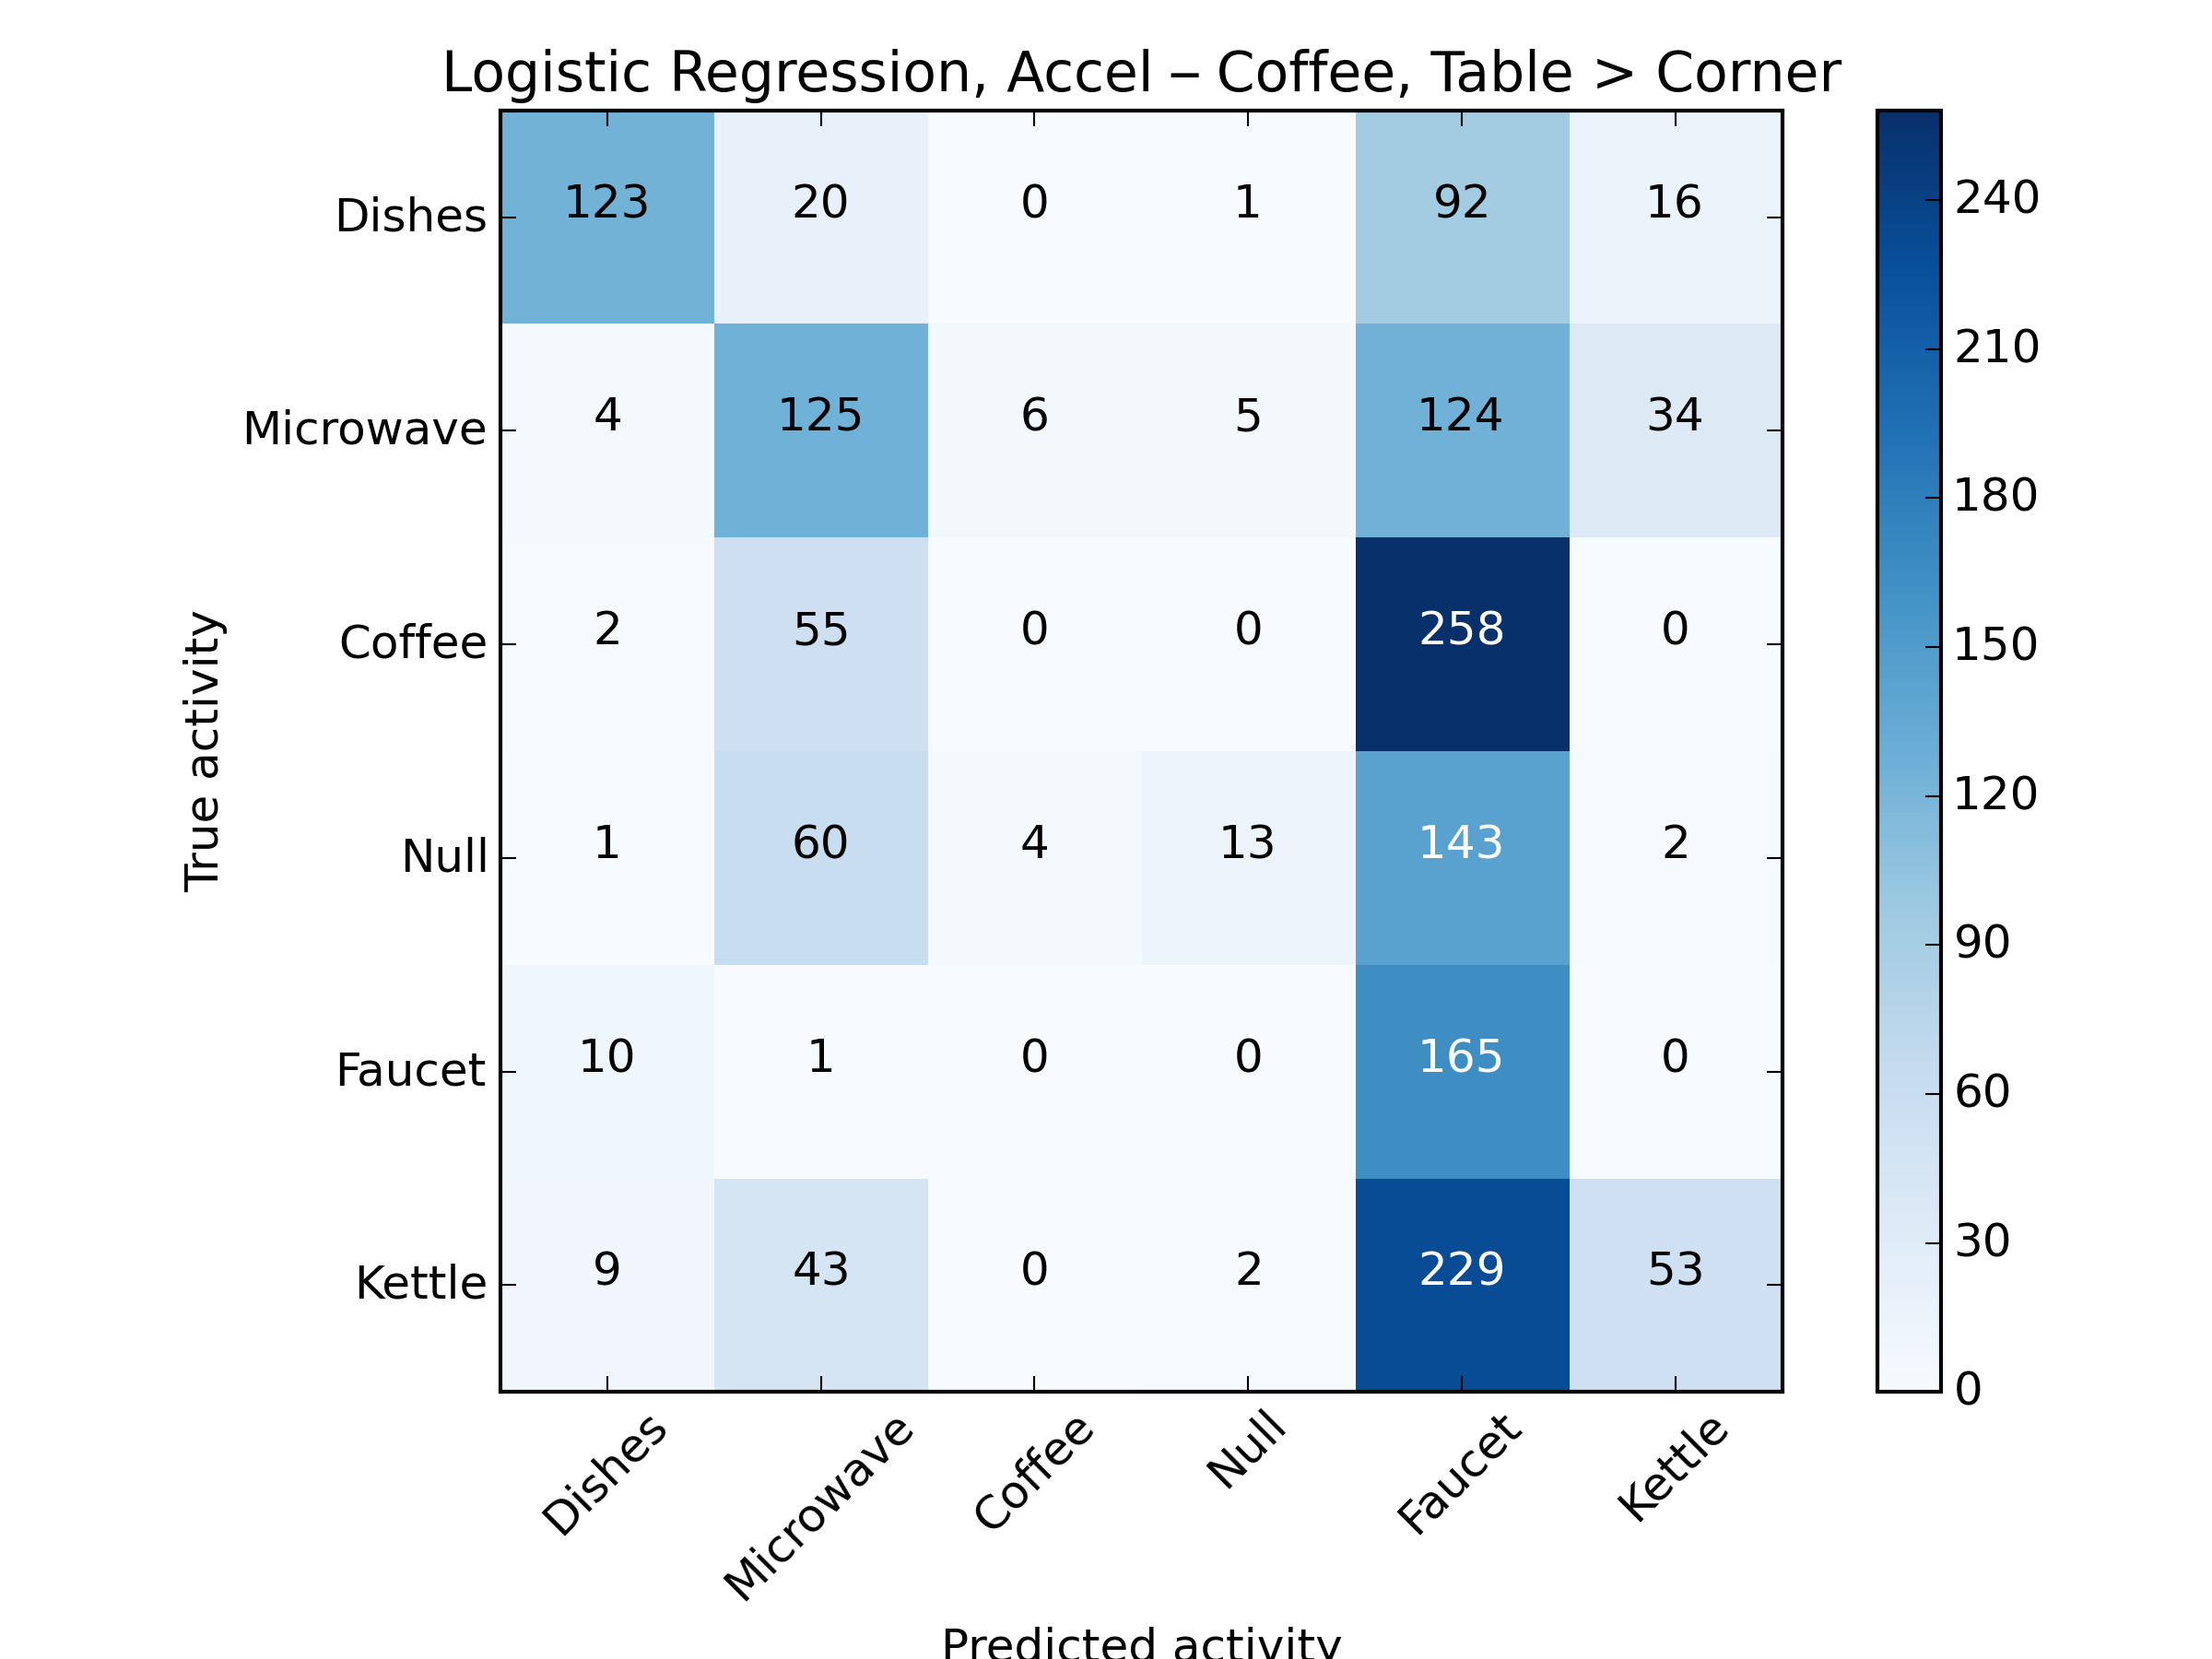 Logistic Regression, Accel – Coffee, Table > Corner
Dishes 123 20 0 1 92 16
Microwave 4 125 6 5 124 34
Coffee 2 55 0 0 258 0
Null 1 60 4 13 143 2
Faucet 10 1 0 0 165 0
Kettle 9 43 0 2 229 53
True activity
Dishes Microwave Coffee Null Faucet Kettle
Predicted activity
240
210
180
150
120
90
60
30
0